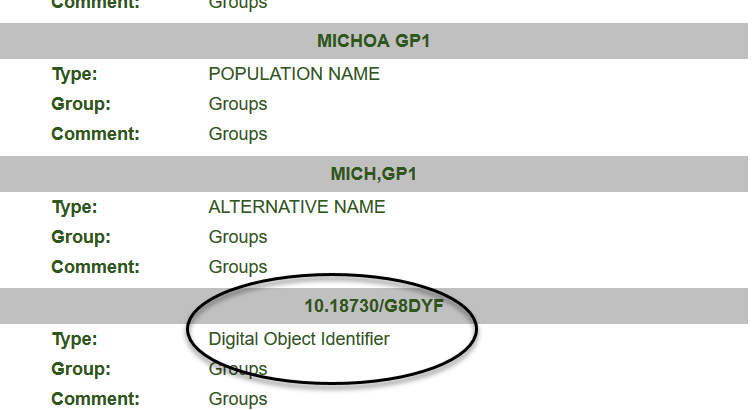 Comment: Groups
MICHOA GP1
Type: POPULATION NAME
Group: Groups
Comment: Groups
MICH,GP1
Type: ALTERNATIVE NAME
Group: Groups
Comment: Groups
10.18730/G8DYF
Type: Digital Object Identifier
Group: Groups
Comment: Groups